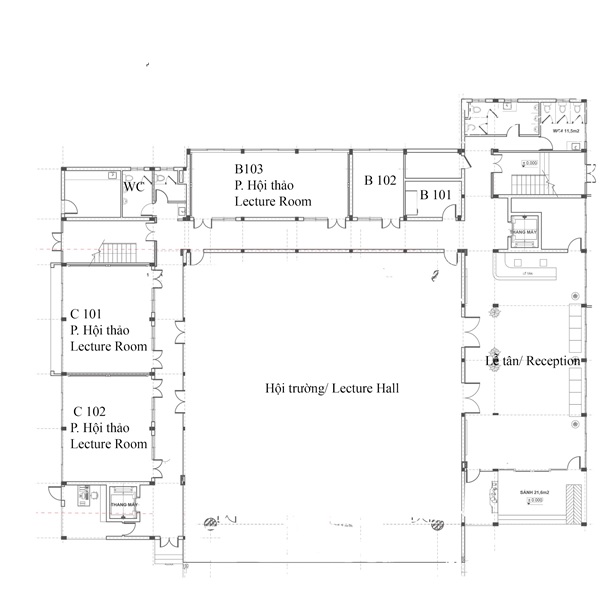 WC4 11,5m2
± 0.000
B103
P. Hội thảo
Lecture Room
B 102
B 101
WC
THANG MÁY
C 101
P. Hội thảo
Lecture Room
Lễ tân/ Reception
Hội trường/ Lecture Hall
C 102
P. Hội thảo
Lecture Room
THANG MÁY
SẢNH 21,6m2
± 0.000